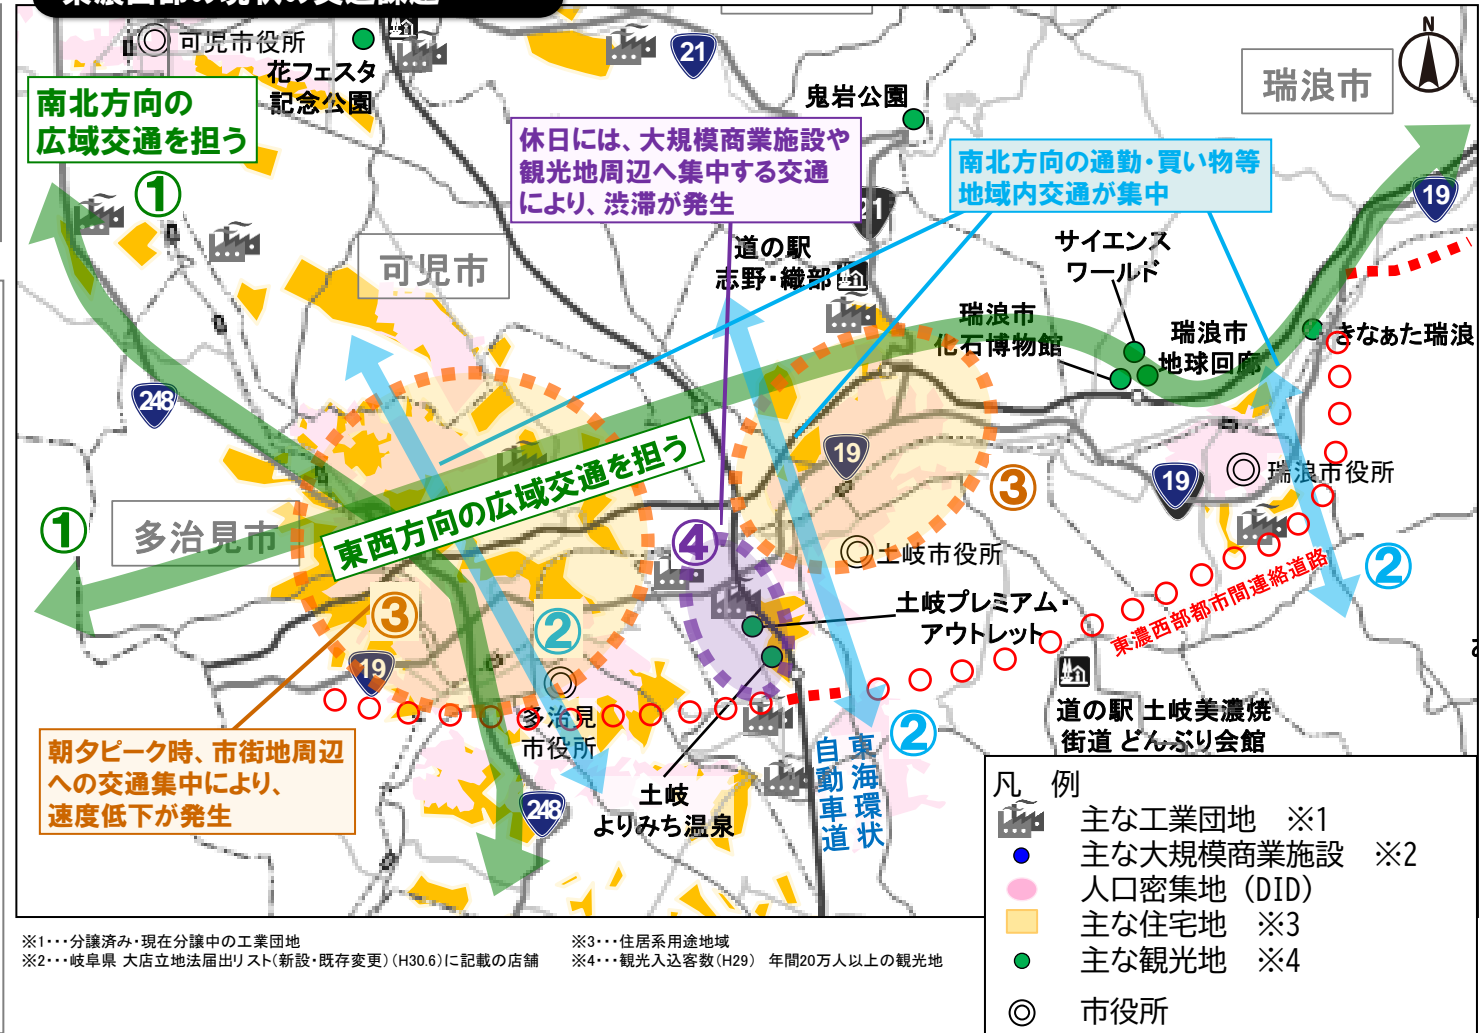 東濃西部の現状の交通課題
可児市役所
花フェスタ
記念公園
21
鬼岩公園
瑞浪市
N
南北方向の
広域交通を担う
①
休日には、大規模商業施設や
観光地周辺へ集中する交通
により、渋滞が発生
南北方向の通勤・買い物等
地域内交通が集中
21
19
可児市
道の駅
志野・織部
サイエンス
ワールド
瑞浪市
化石博物館
瑞浪市
地球回廊
きなぁた瑞浪
248
東西方向の広域交通を担う
19
③
19
瑞浪市役所
①
多治見市
④
土岐市役所
②
③
②
土岐プレミアム・
アウトレット
東濃西部都市間連絡道路
19
多治見
市役所
②
道の駅 土岐美濃焼
街道 どんぶり会館
朝夕ピーク時、市街地周辺
への交通集中により、
速度低下が発生
248
土岐
よりみち温泉
東海環状
自動車道
凡 例
主な工業団地 ※1
主な大規模商業施設 ※2
人口密集地（DID）
主な住宅地 ※3
主な観光地 ※4
市役所
※1・・・分譲済み・現在分譲中の工業団地
※2・・・岐阜県 大店立地法届出リスト（新設・既存変更）（H30.6）に記載の店舗
※3・・・住居系用途地域
※4・・・観光入込客数（H29） 年間20万人以上の観光地